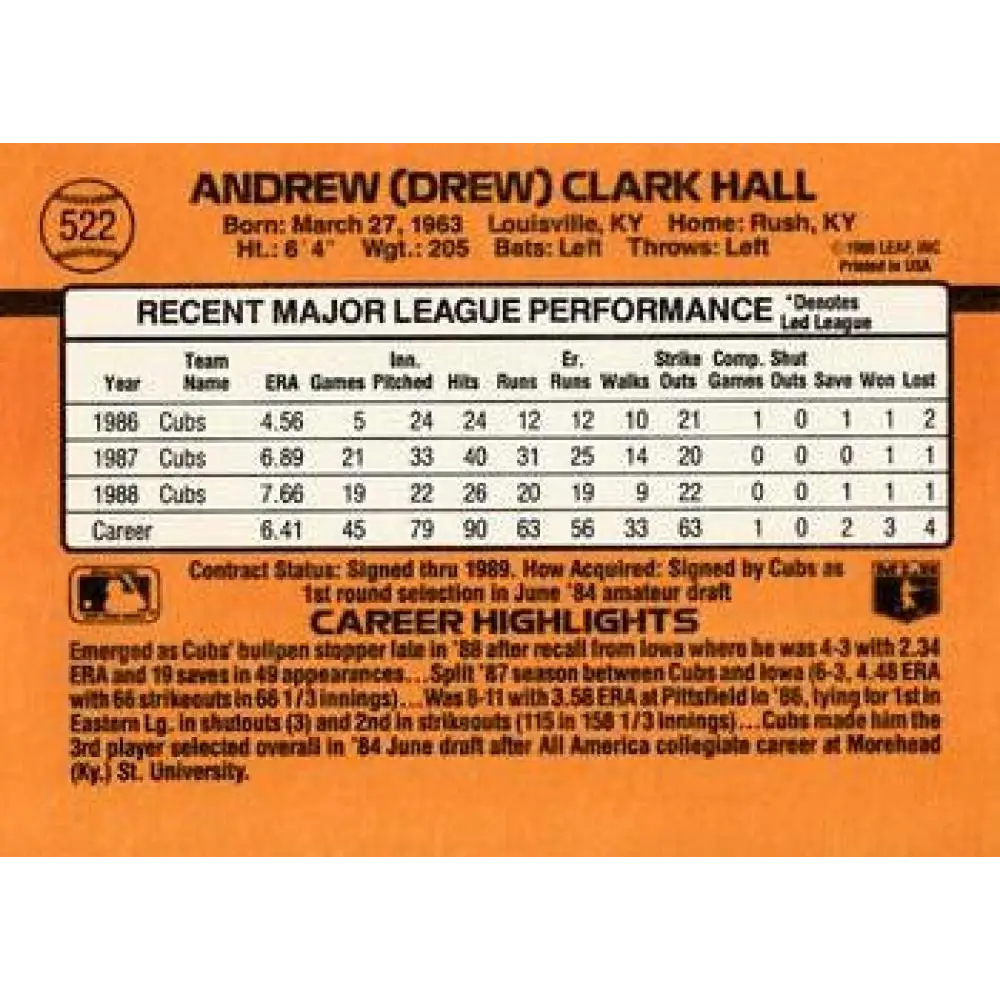 522
ANDREW (DREW) CLARK HALL
Born: March 27, 1963 Louisville, KY Home: Rush, KY
Ht.: 6'4" Wgt.: 205 Bats: Left Throws: Left
© 1988 LEAF, INC
Printed in USA
RECENT MAJOR LEAGUE PERFORMANCE *Denotes
Led League
Team Inn. Er. Strike Comp. Shut
Year Name ERA Games Pitched Hits Runs Runs Walks Outs Games Outs Save Won Lost
1986 Cubs 4.56 5 24 24 12 12 10 21 1 0 1 1 2
1987 Cubs 6.89 21 33 40 31 25 14 20 0 0 0 1 1
1988 Cubs 7.66 19 22 26 20 19 9 22 0 0 1 1 1
Career 6.41 45 79 90 63 56 33 63 1 0 2 3 4
Contract Status: Signed thru 1989. How Acquired: Signed by Cubs as
1st round selection in June '84 amateur draft
CAREER HIGHLIGHTS
Emerged as Cubs' bullpen stopper late in '88 after recall from Iowa where he was 4-3 with 2.34
ERA and 19 saves in 49 appearances...Split '87 season between Cubs and Iowa (6-3, 4.48 ERA
with 66 strikeouts in 66 1/3 innings)...Was 8-11 with 3.58 ERA at Pittsfield in '86, tying for 1st in
Eastern Lg. in shutouts (3) and 2nd in strikeouts (115 in 158 1/3 innings)...Cubs made him the
3rd player selected overall in '84 June draft after All America collegiate career at Morehead
(Ky.) St. University.